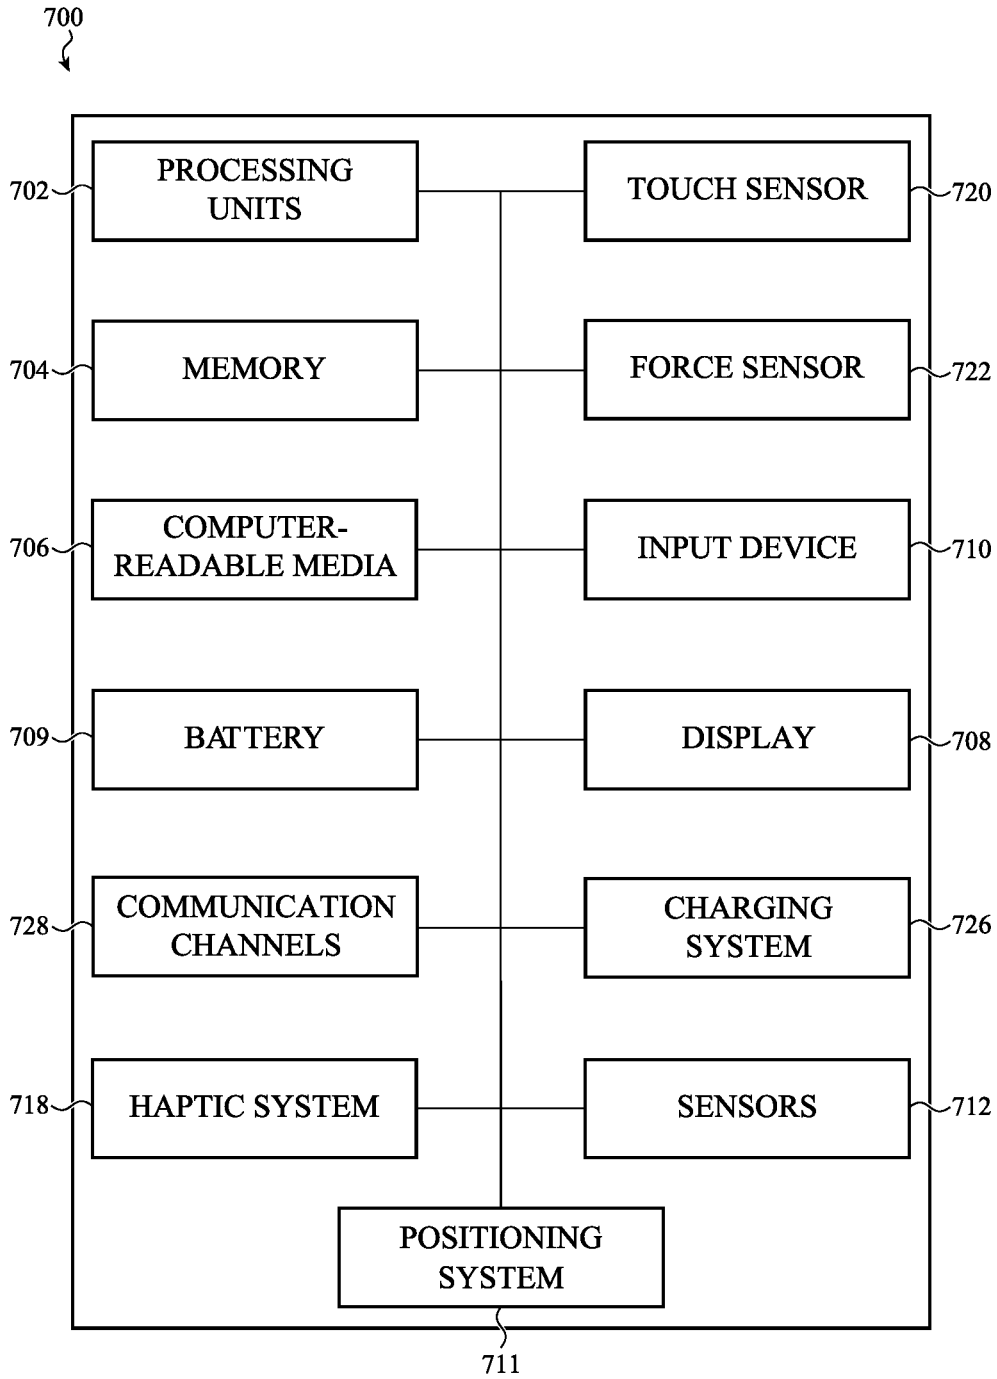 700
702
PROCESSING
UNITS
TOUCH SENSOR
720
704
MEMORY
FORCE SENSOR
722
706
COMPUTER-
READABLE MEDIA
INPUT DEVICE
710
709
BATTERY
DISPLAY
708
728
COMMUNICATION
CHANNELS
CHARGING
SYSTEM
726
718
HAPTIC SYSTEM
SENSORS
712
POSITIONING
SYSTEM
711